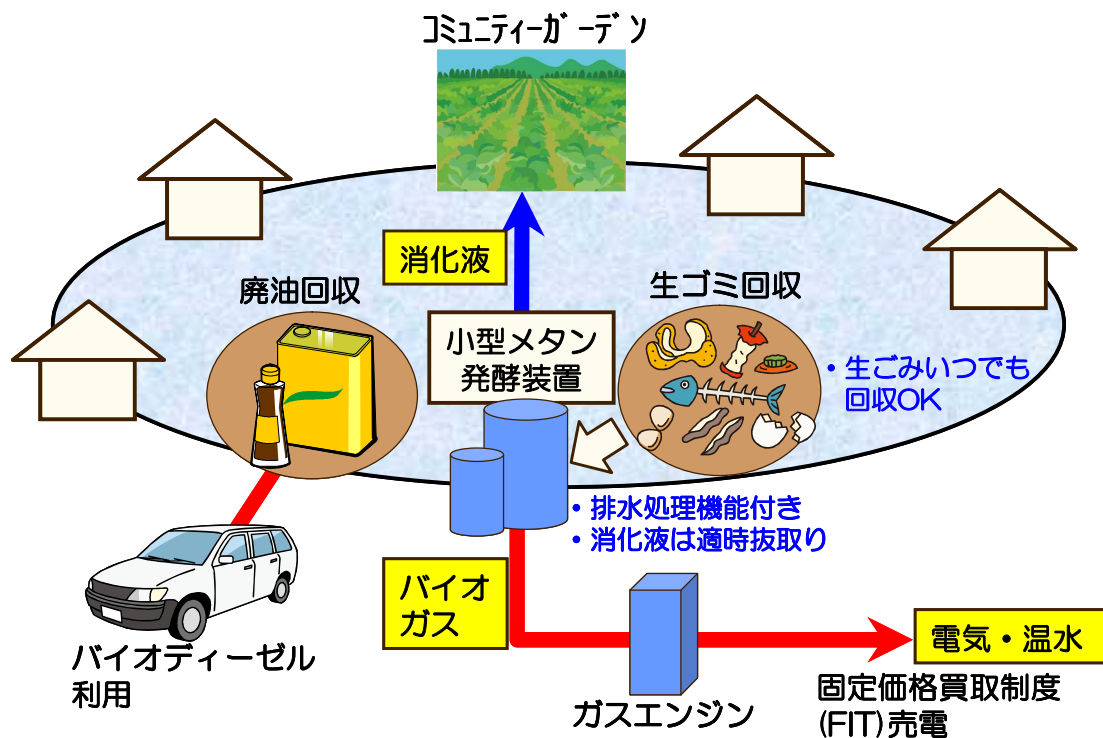 コミュニティーガーデン
消化液
廃油回収
生ゴミ回収
小型メタン
発酵装置
・生ごみいつでも
回収OK
・排水処理機能付き
・消化液は適時抜取り
バイオ
ガス
バイオディーゼル
利用
ガスエンジン
電気・温水
固定価格買取制度
(FIT)売電